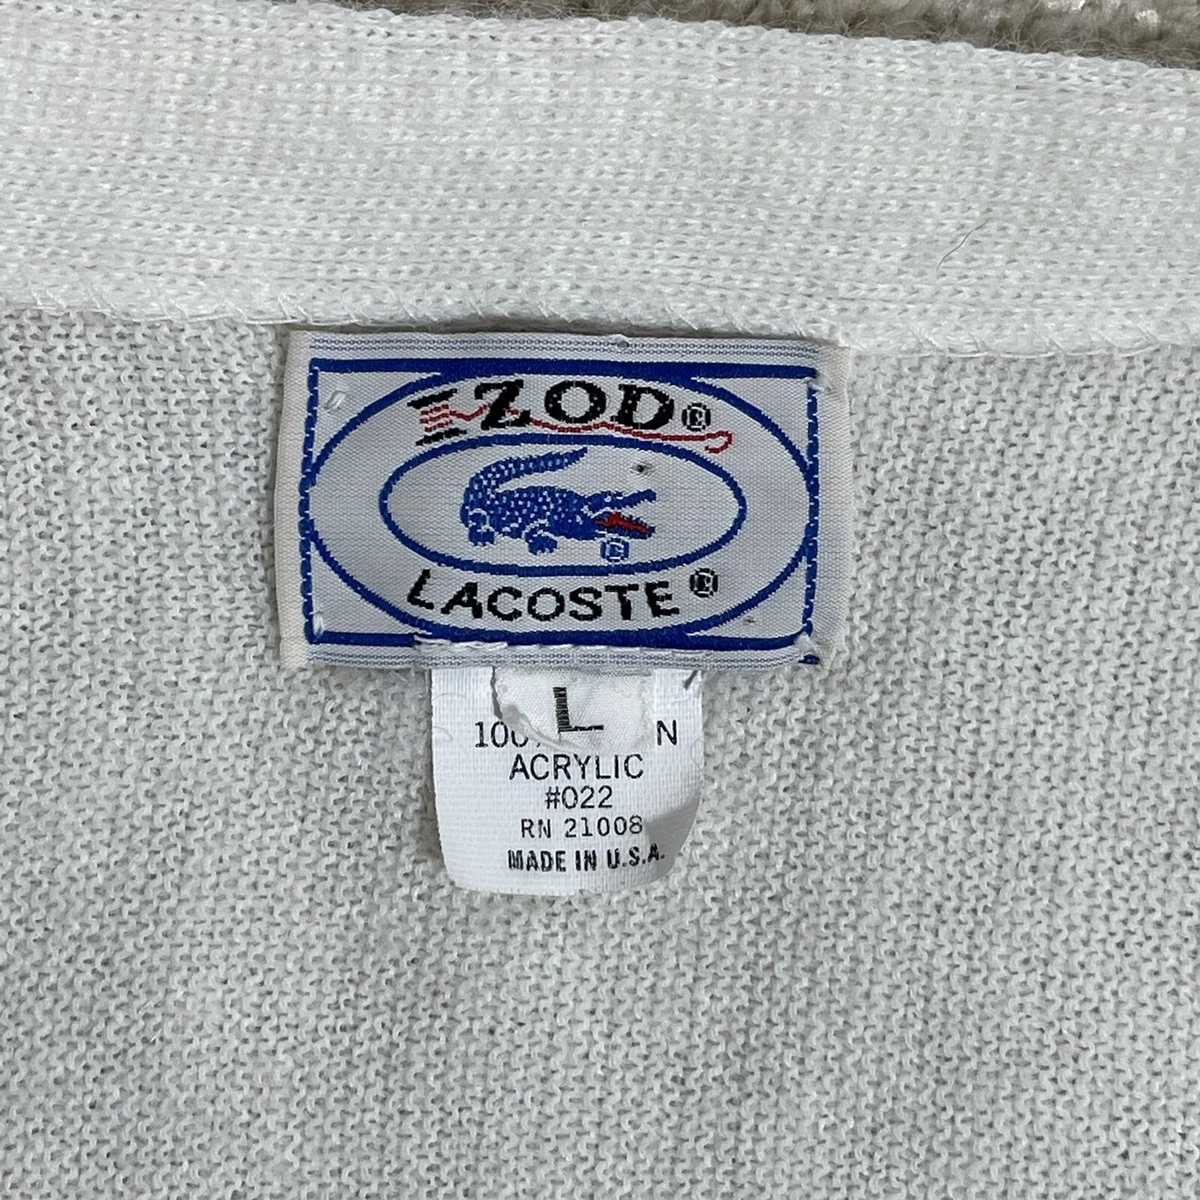 IZOD®
LACOSTE®
L
ACRYLIC
#022
RN 21008
MADE IN U.S.A.